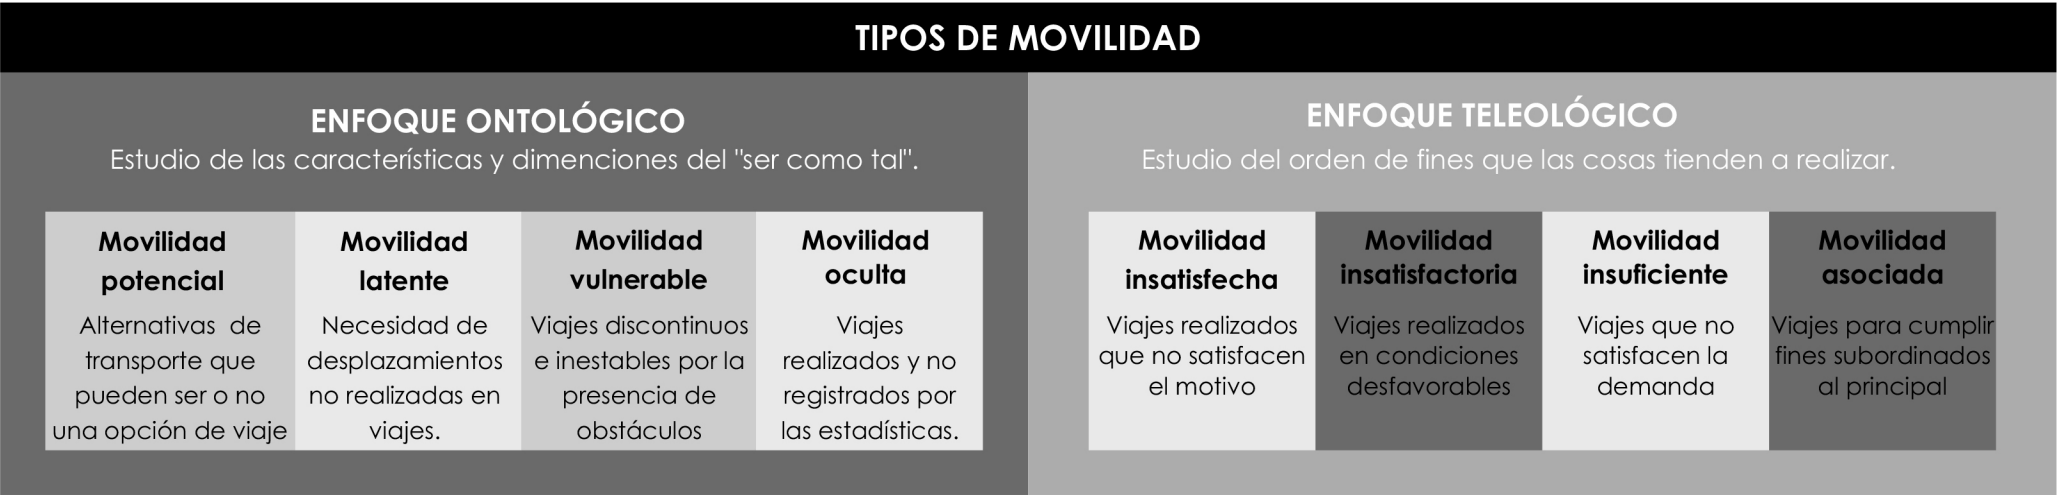 TIPOS DE MOVILIDAD
ENFOQUE ONTOLÓGICO
Estudio de las características y dimenciones del "ser como tal".
Movilidad
potencial
Alternativas de
transporte que
pueden ser o no
una opción de viaje
Movilidad
latente
Necesidad de
desplazamientos
no realizadas en
viajes.
Movilidad
vulnerable
Viajes discontinuos
e inestables por la
presencia de
obstáculos
Movilidad
oculta
Viajes
realizados y no
registrados por
las estadísticas.
ENFOQUE TELEOLÓGICO
Estudio del orden de fines que las cosas tienden a realizar.
Movilidad
insatisfecha
Viajes realizados
que no satisfacen
el motivo
Movilidad
insatisfactoria
Viajes realizados
en condiciones
desfavorables
Movilidad
insuficiente
Viajes que no
satisfacen la
demanda
Movilidad
asociada
Viajes para cumplir
fines subordinados
al principal